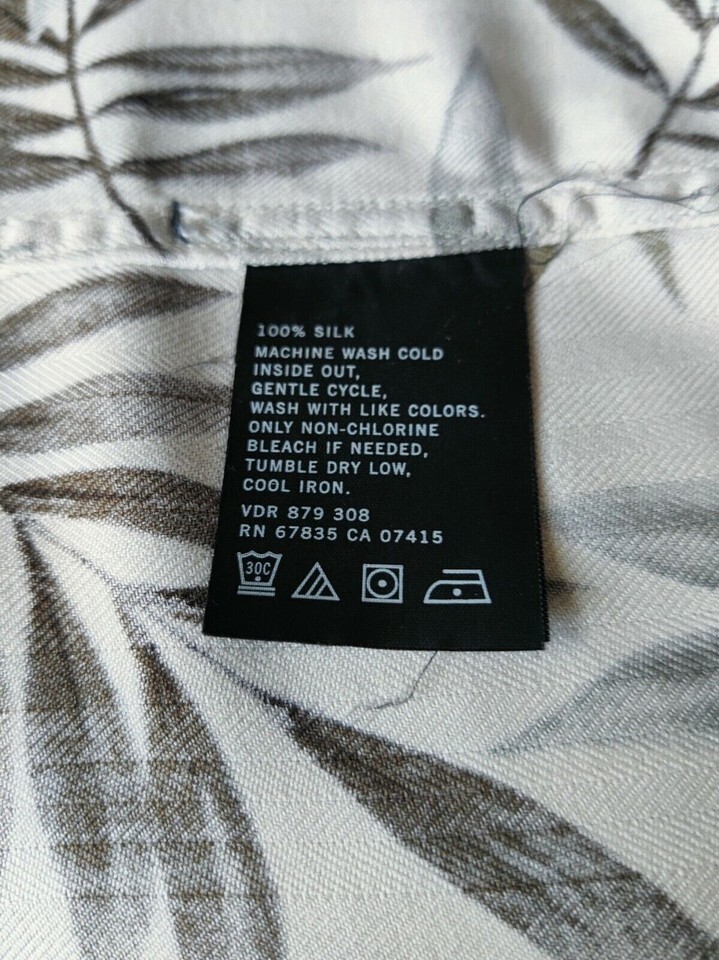 100% SILK
MACHINE WASH COLD
INSIDE OUT,
GENTLE CYCLE,
WASH WITH LIKE COLORS.
ONLY NON-CHLORINE
BLEACH IF NEEDED,
TUMBLE DRY LOW,
COOL IRON.
VDR 879 308
RN 67835 CA 07415
30C